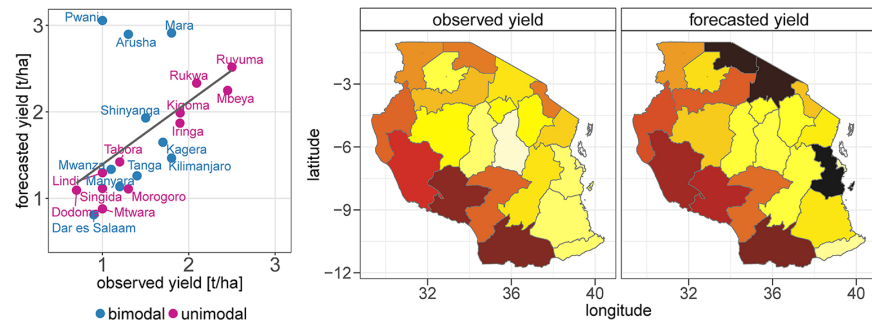 observed yield
forecasted yield
forecasted yield [t/ha]
3
2
1
Pwani
Mara
Arusha
Ruvuma
Rukwa
Mbeya
Shinyanga
Kigoma
Iringa
Tabora
Kagera
Mwanza
Tanga
Kilimanjaro
Lindi
Manyara
Singida
Morogoro
Dodoma
Mtwara
Dar es Salaam
1
2
3
observed yield [t/ha]
bimodal
unimodal
latitude
−3
−6
−9
−12
32
36
40
32
36
40
longitude